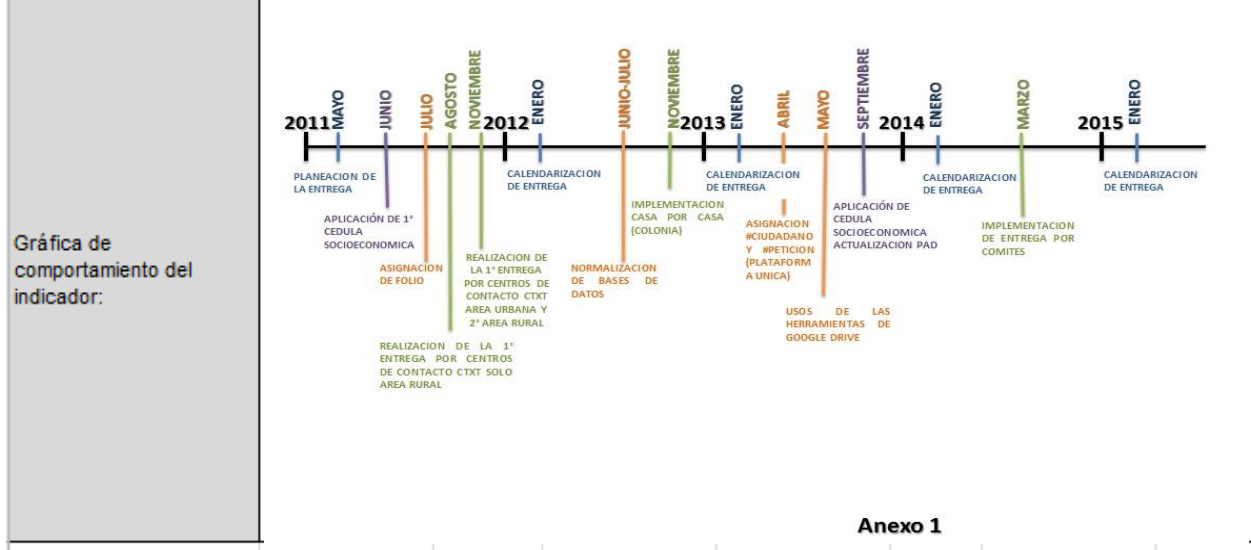 Gráfica de
comportamiento del
indicador:
2011
MAYO
JUNIO
JULIO
AGOSTO
NOVIEMBRE
2012
ENERO
JUNIO-JULIO
NOVIEMBRE
2013
ENERO
ABRIL
MAYO
SEPTIEMBRE
2014
ENERO
MARZO
2015
ENERO
PLANEACION DE
LA ENTREGA
APLICACIÓN DE 1°
CEDULA
SOCIOECONOMICA
ASIGNACION
DE FOLIO
REALIZACION DE LA 1°
ENTREGA POR CENTROS
DE CONTACTO CTXT SOLO
AREA RURAL
REALIZACION DE
LA 1° ENTREGA
POR CENTROS DE
CONTACTO CTXT
AREA URBANA Y
2° AREA RURAL
CALENDARIZACION
DE ENTREGA
NORMALIZACION
DE BASES DE
DATOS
IMPLEMENTACION
CASA POR CASA
(COLONIA)
CALENDARIZACION
DE ENTREGA
ASIGNACION
#CIUDADANO
Y #PETICION
(PLATAFORM
A UNICA)
USOS DE LAS
HERRAMIENTAS DE
GOOGLE DRIVE
APLICACIÓN DE
CEDULA
SOCIOECONOMICA
ACTUALIZACION PAD
CALENDARIZACION
DE ENTREGA
IMPLEMENTACION
DE ENTREGA POR
COMITES
CALENDARIZACION
DE ENTREGA
Anexo 1